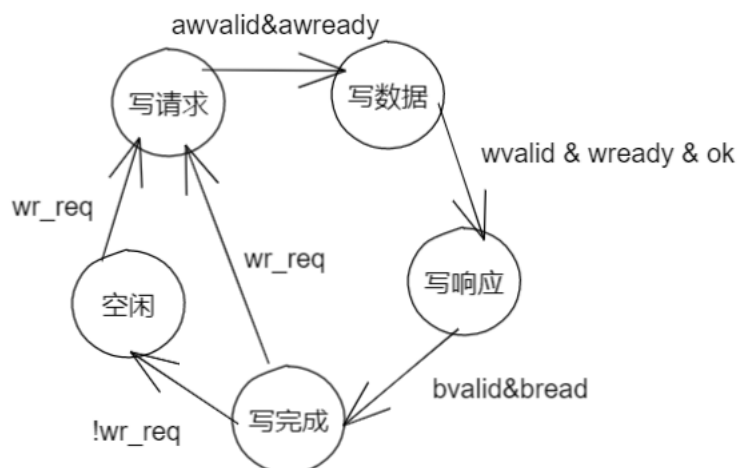 awvalid&awready
写请求
写数据
wvalid & wready & ok
wr_req
wr_req
空闲
写响应
bvalid&bread
写完成
!wr_req